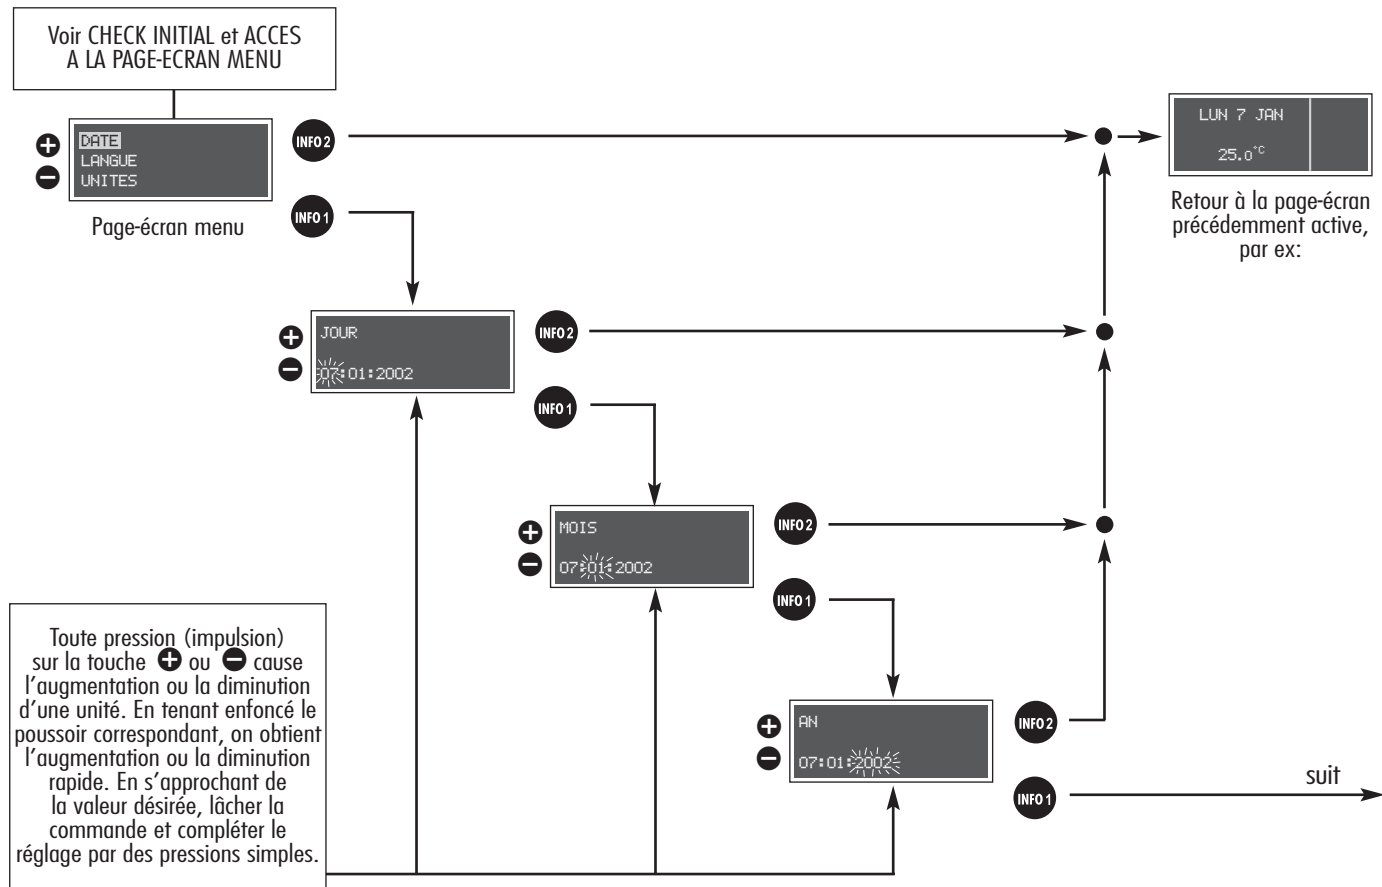 Voir CHECK INITIAL et ACCES
A LA PAGE-ECRAN MENU
DATE
LANGUE
UNITES
INFO 2
INFO 1
Page-écran menu
LUN 7 JAN
25.0°C
Retour à la page-écran
précédemment active,
par ex:
JOUR
07:01:2002
INFO 2
INFO 1
MOIS
07:01:2002
INFO 2
INFO 1
AN
07:01:2002
INFO 2
INFO 1
suit
Toute pression (impulsion)
sur la touche + ou - cause
l'augmentation ou la diminution
d'une unité. En tenant enfoncé le
poussoir correspondant, on obtient
l'augmentation ou la diminution
rapide. En s'approchant de
la valeur désirée, lâcher la
commande et compléter le
réglage par des pressions simples.